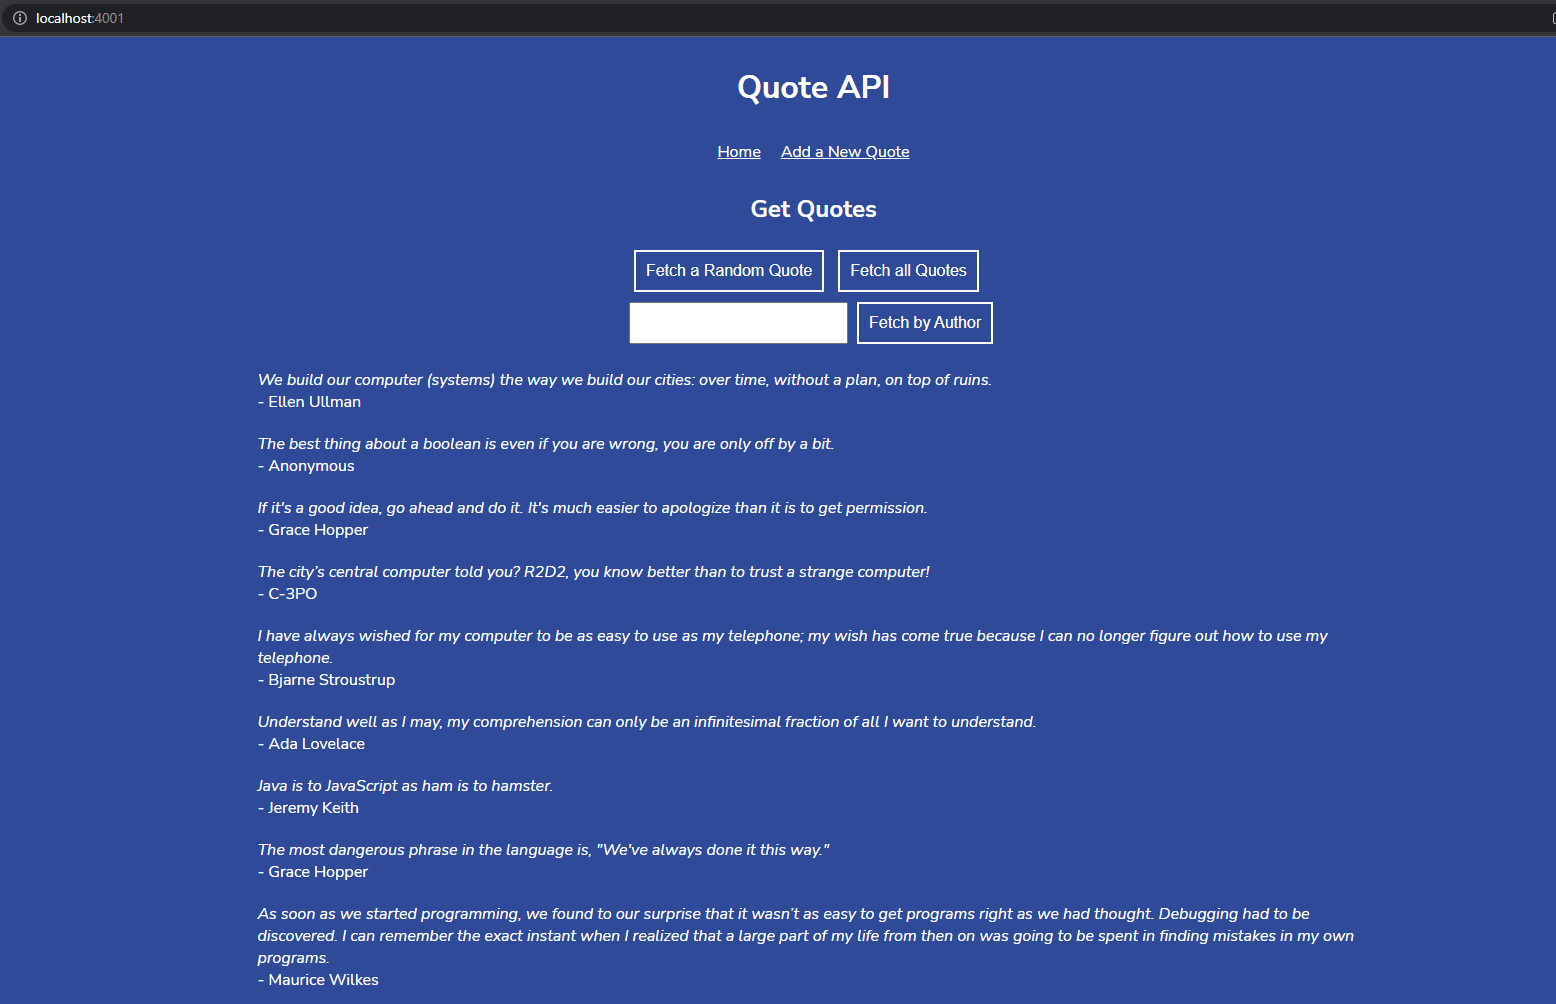 localhost:4001
Quote API
Home Add a New Quote
Get Quotes
Fetch a Random Quote Fetch all Quotes
Fetch by Author
We build our computer (systems) the way we build our cities: over time, without a plan, on top of ruins.
- Ellen Ullman
The best thing about a boolean is even if you are wrong, you are only off by a bit.
- Anonymous
If it's a good idea, go ahead and do it. It's much easier to apologize than it is to get permission.
- Grace Hopper
The city’s central computer told you? R2D2, you know better than to trust a strange computer!
- C-3PO
I have always wished for my computer to be as easy to use as my telephone; my wish has come true because I can no longer figure out how to use my
telephone.
- Bjarne Stroustrup
Understand well as I may, my comprehension can only be an infinitesimal fraction of all I want to understand.
- Ada Lovelace
Java is to JavaScript as ham is to hamster.
- Jeremy Keith
The most dangerous phrase in the language is, "We've always done it this way."
- Grace Hopper
As soon as we started programming, we found to our surprise that it wasn’t as easy to get programs right as we had thought. Debugging had to be
discovered. I can remember the exact instant when I realized that a large part of my life from then on was going to be spent in finding mistakes in my own
programs.
- Maurice Wilkes